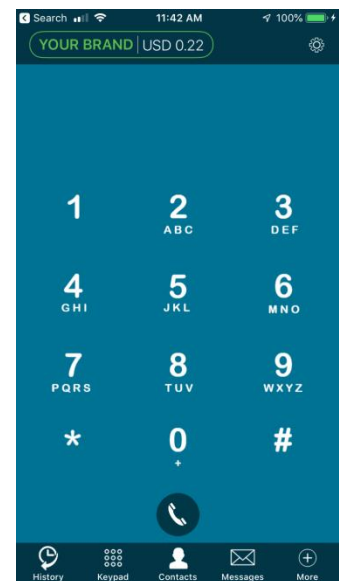 Search 11:42 AM 100%
YOUR BRAND USD 0.22
1 2 3
ABC DEF
4 5 6
GHI JKL MNO
7 8 9
PQRS TUV WXYZ
* 0 #
+
History Keypad Contacts Messages More